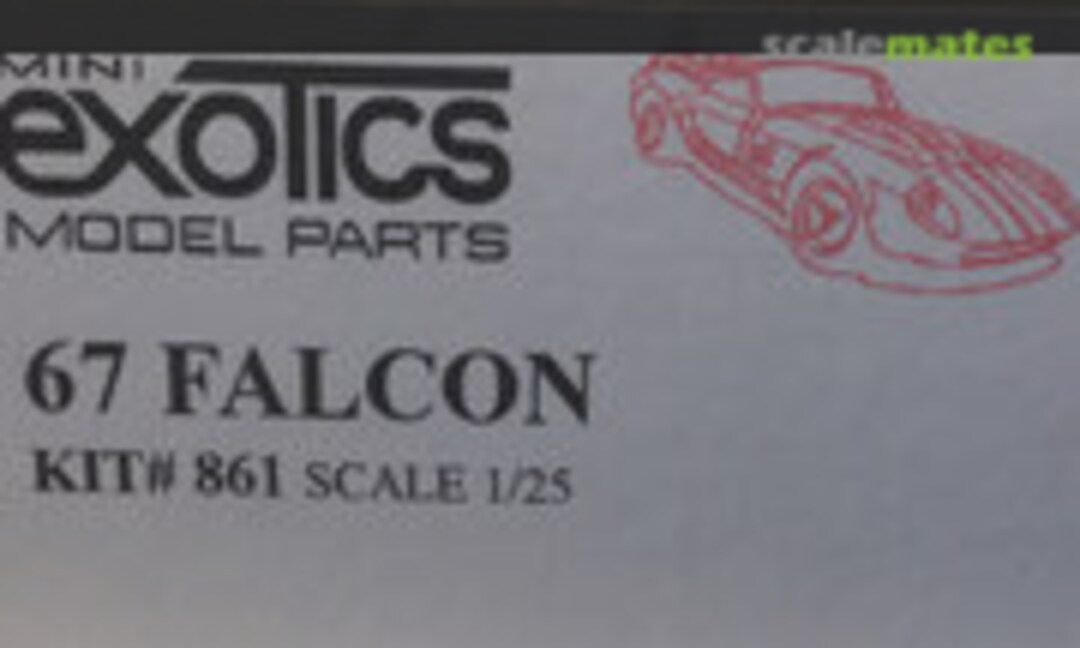 scalemates
MINI
exotics
MODEL PARTS
67 FALCON
KIT# 861 SCALE 1/25